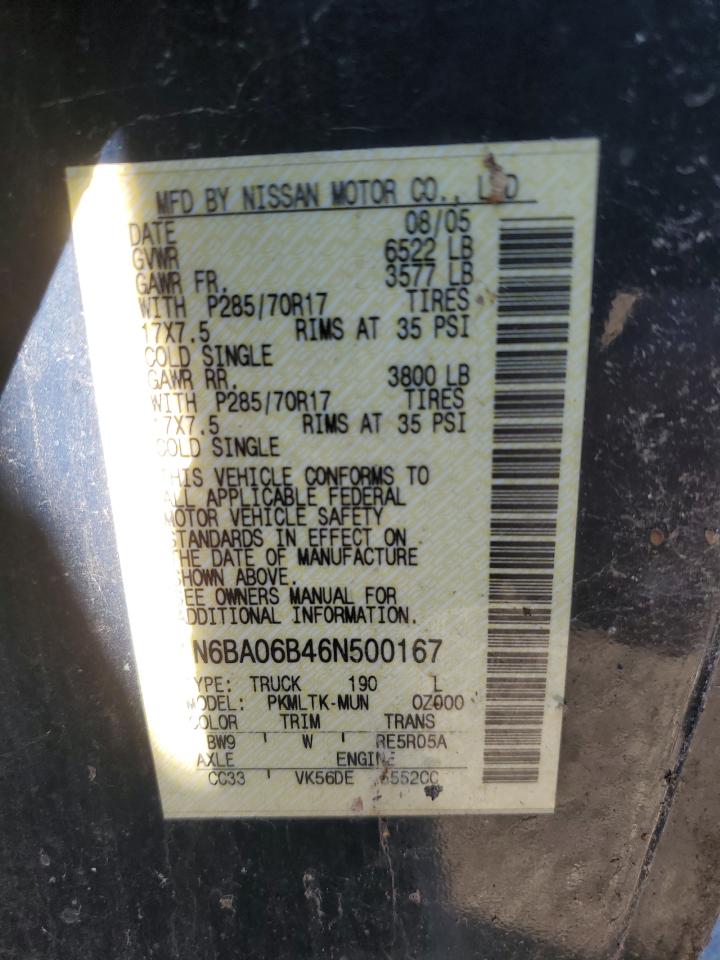 MFD BY NISSAN MOTOR CO.,
DATE 08/05
GVWR 6522 LB
GAWR FR. 3577 LB
WITH P285/70R17 TIRES
17X7.5 RIMS AT 35 PSI
COLD SINGLE
GAWR RR. 3800 LB
WITH P285/70R17 TIRES
17X7.5 RIMS AT 35 PSI
COLD SINGLE
THIS VEHICLE CONFORMS TO
ALL APPLICABLE FEDERAL
MOTOR VEHICLE SAFETY
STANDARDS IN EFFECT ON
THE DATE OF MANUFACTURE
SHOWN ABOVE.
SEE OWNERS MANUAL FOR
ADDITIONAL INFORMATION.
N6BA06B46N500167
TYPE: TRUCK 190 L
MODEL: PKMLTK-MUN 0Z000
COLOR TRIM TRANS
BW9 W RE5R05A
AXLE ENGINE
CC33 VK56DE 5552CC